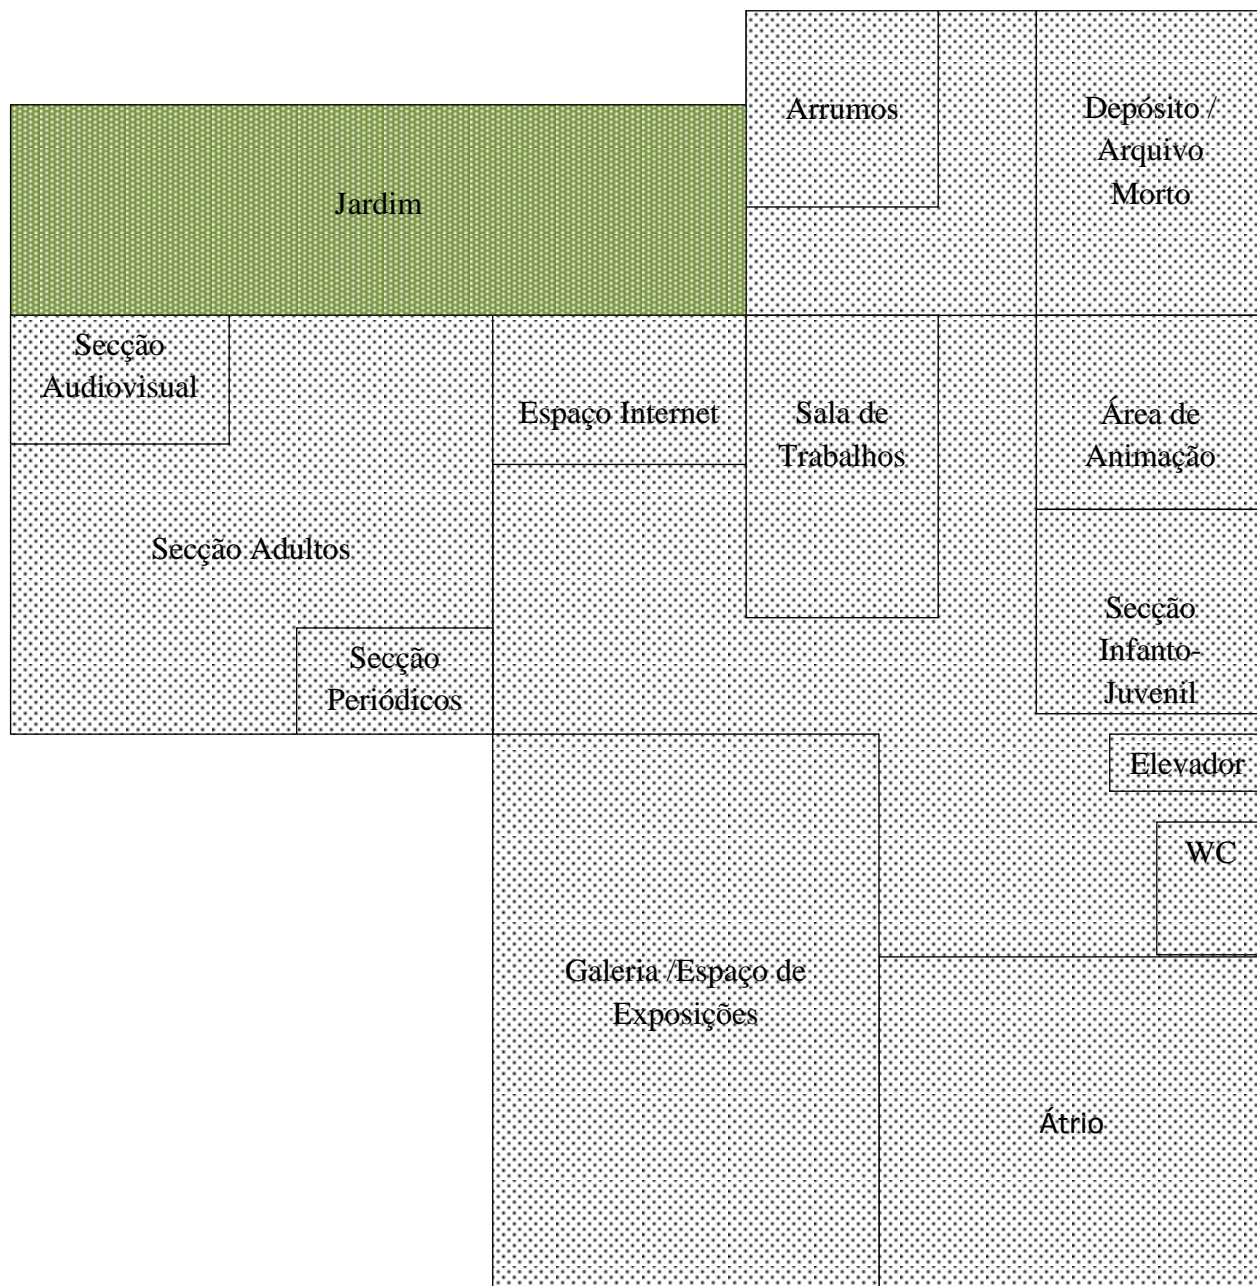 Arrumos
Depósito /
Arquivo
Morto
Jardim
Secção
Audiovisual
Espaço Internet
Sala de
Trabalhos
Área de
Animação
Secção Adultos
Secção
Infanto-
Juvenil
Secção
Periódicos
Elevador
WC
Galeria /Espaço de
Exposições
Átrio